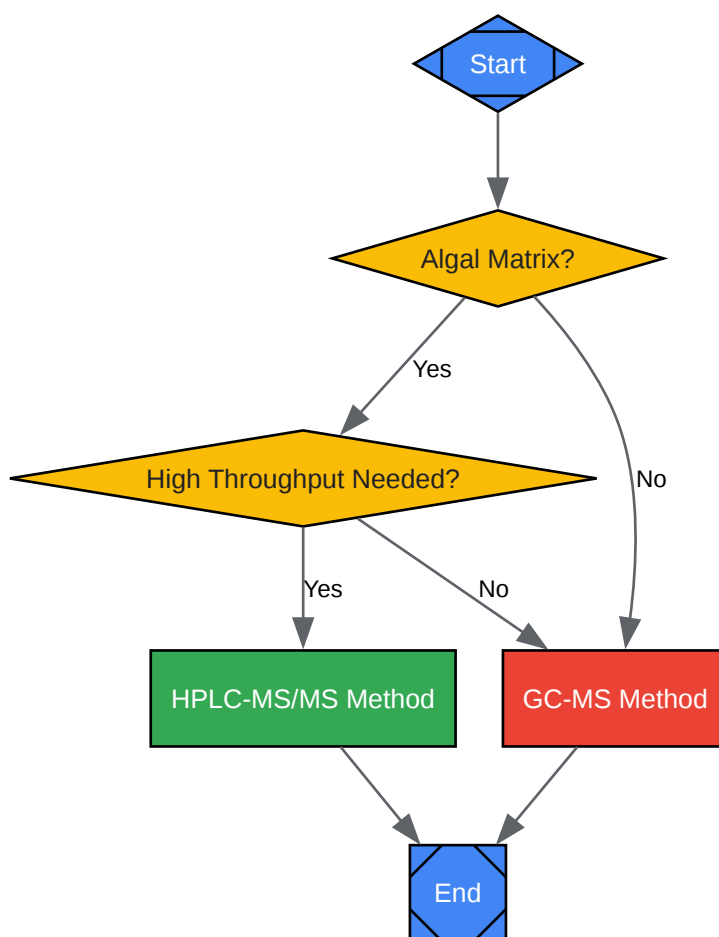 Start
Algal Matrix?
Yes
High Throughput Needed?
No
Yes
No
HPLC-MS/MS Method
GC-MS Method
End